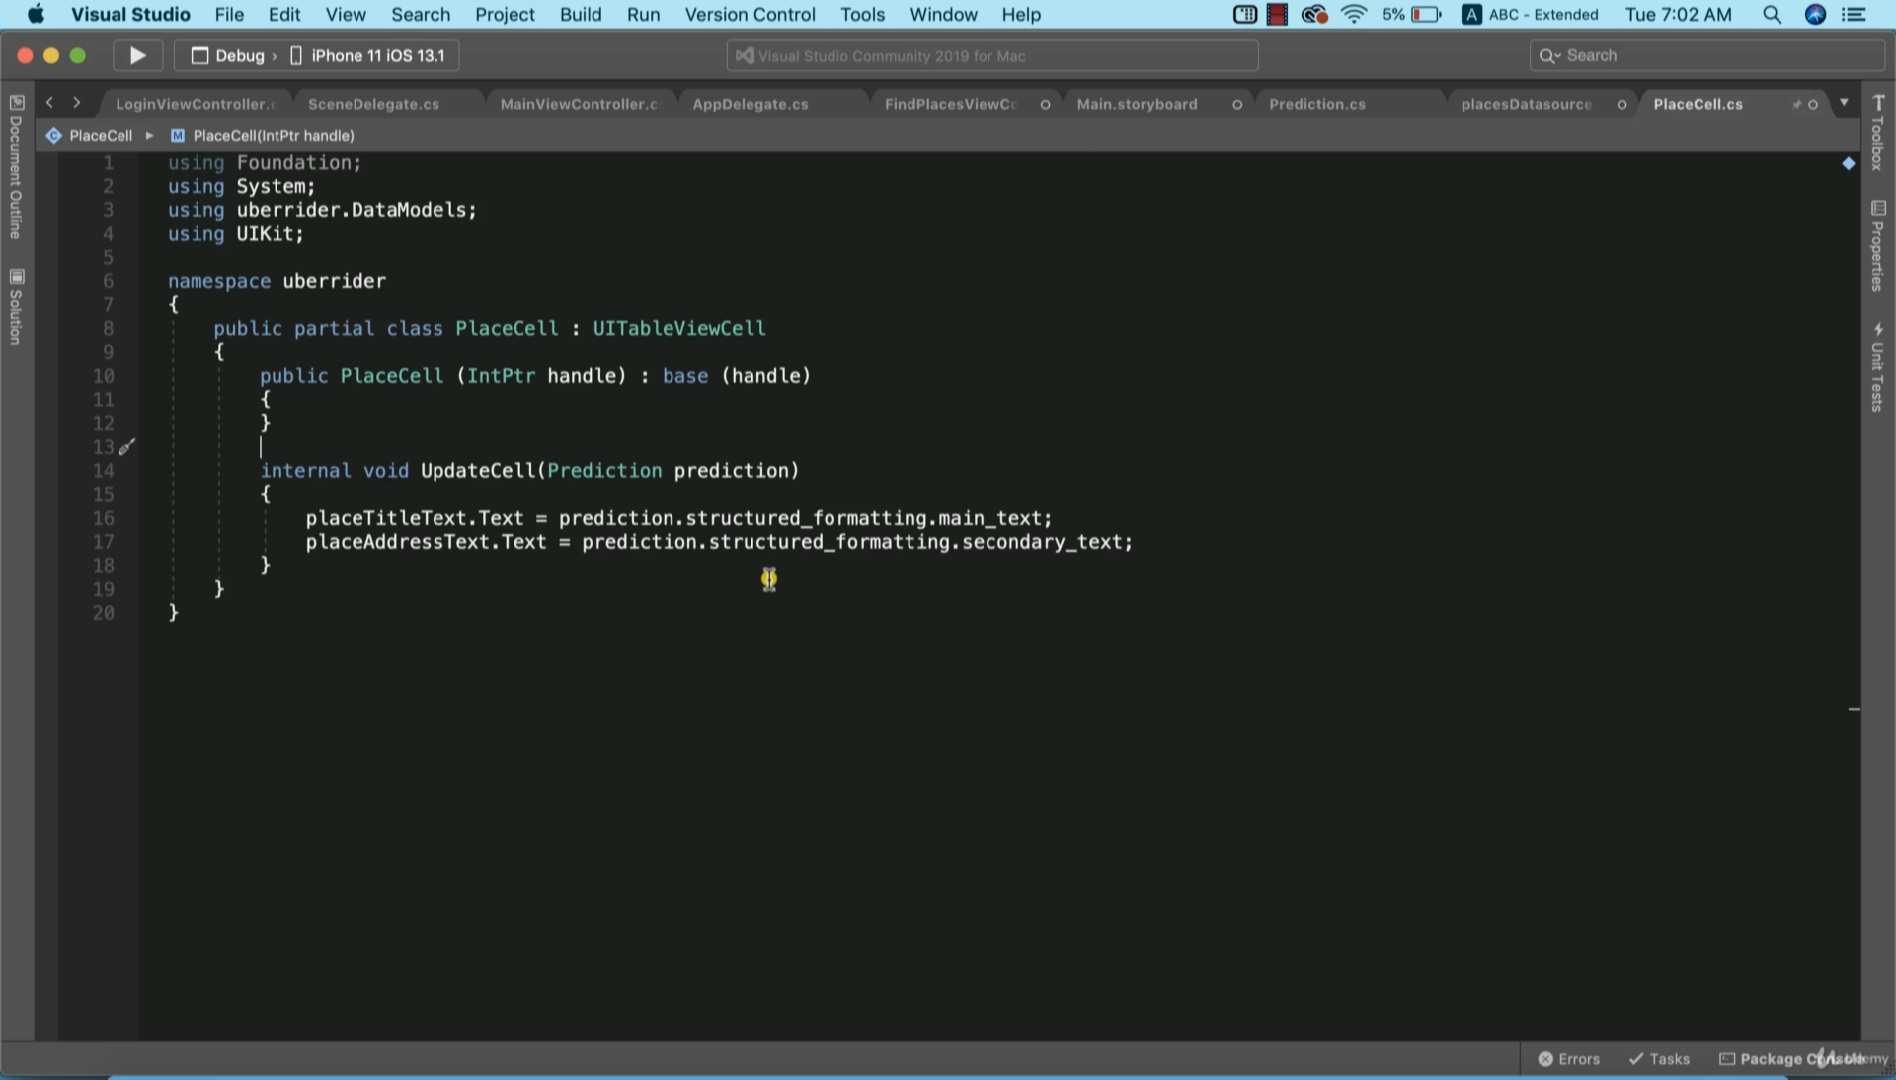 Visual Studio File Edit View Search Project Build Run Version Control Tools Window Help 5% A ABC - Extended Tue 7:02 AM
Debug › iPhone 11 iOS 13.1 Visual Studio Community 2019 for Mac Search
LoginViewController.c SceneDelegate.cs MainViewController.c AppDelegate.cs FindPlacesViewCo Main.storyboard Prediction.cs placesDatasource PlaceCell.cs
PlaceCell M PlaceCell(IntPtr handle)
Document Outline
Solution
Toolbox
Properties
Unit Tests
1 using Foundation;
2 using System;
3 using uberrider.DataModels;
4 using UIKit;
5
6 namespace uberrider
7 {
8 public partial class PlaceCell : UITableViewCell
9 {
10 public PlaceCell (IntPtr handle) : base (handle)
11 {
12 }
13
14 internal void UpdateCell(Prediction prediction)
15 {
16 placeTitleText.Text = prediction.structured_formatting.main_text;
17 placeAddressText.Text = prediction.structured_formatting.secondary_text;
18 }
19 }
20 }
Errors Tasks Package Console